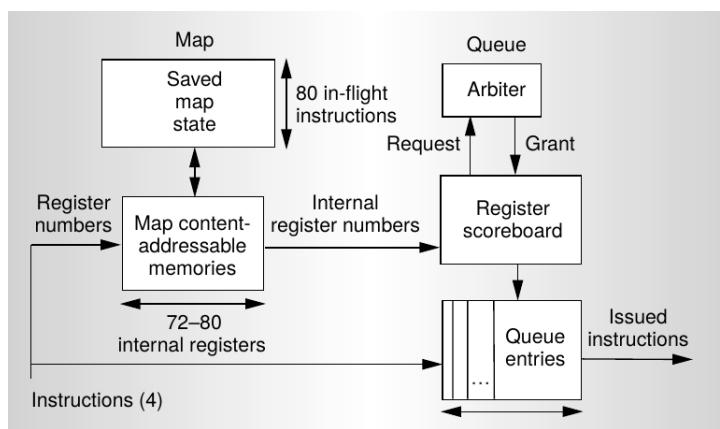 Map
Saved
map
state
80 in-flight
instructions
Queue
Arbiter
Request
Grant
Register
numbers
Map content-
addressable
memories
Internal
register numbers
Register
scoreboard
72–80
internal registers
Queue
entries
...
Issued
instructions
Instructions (4)